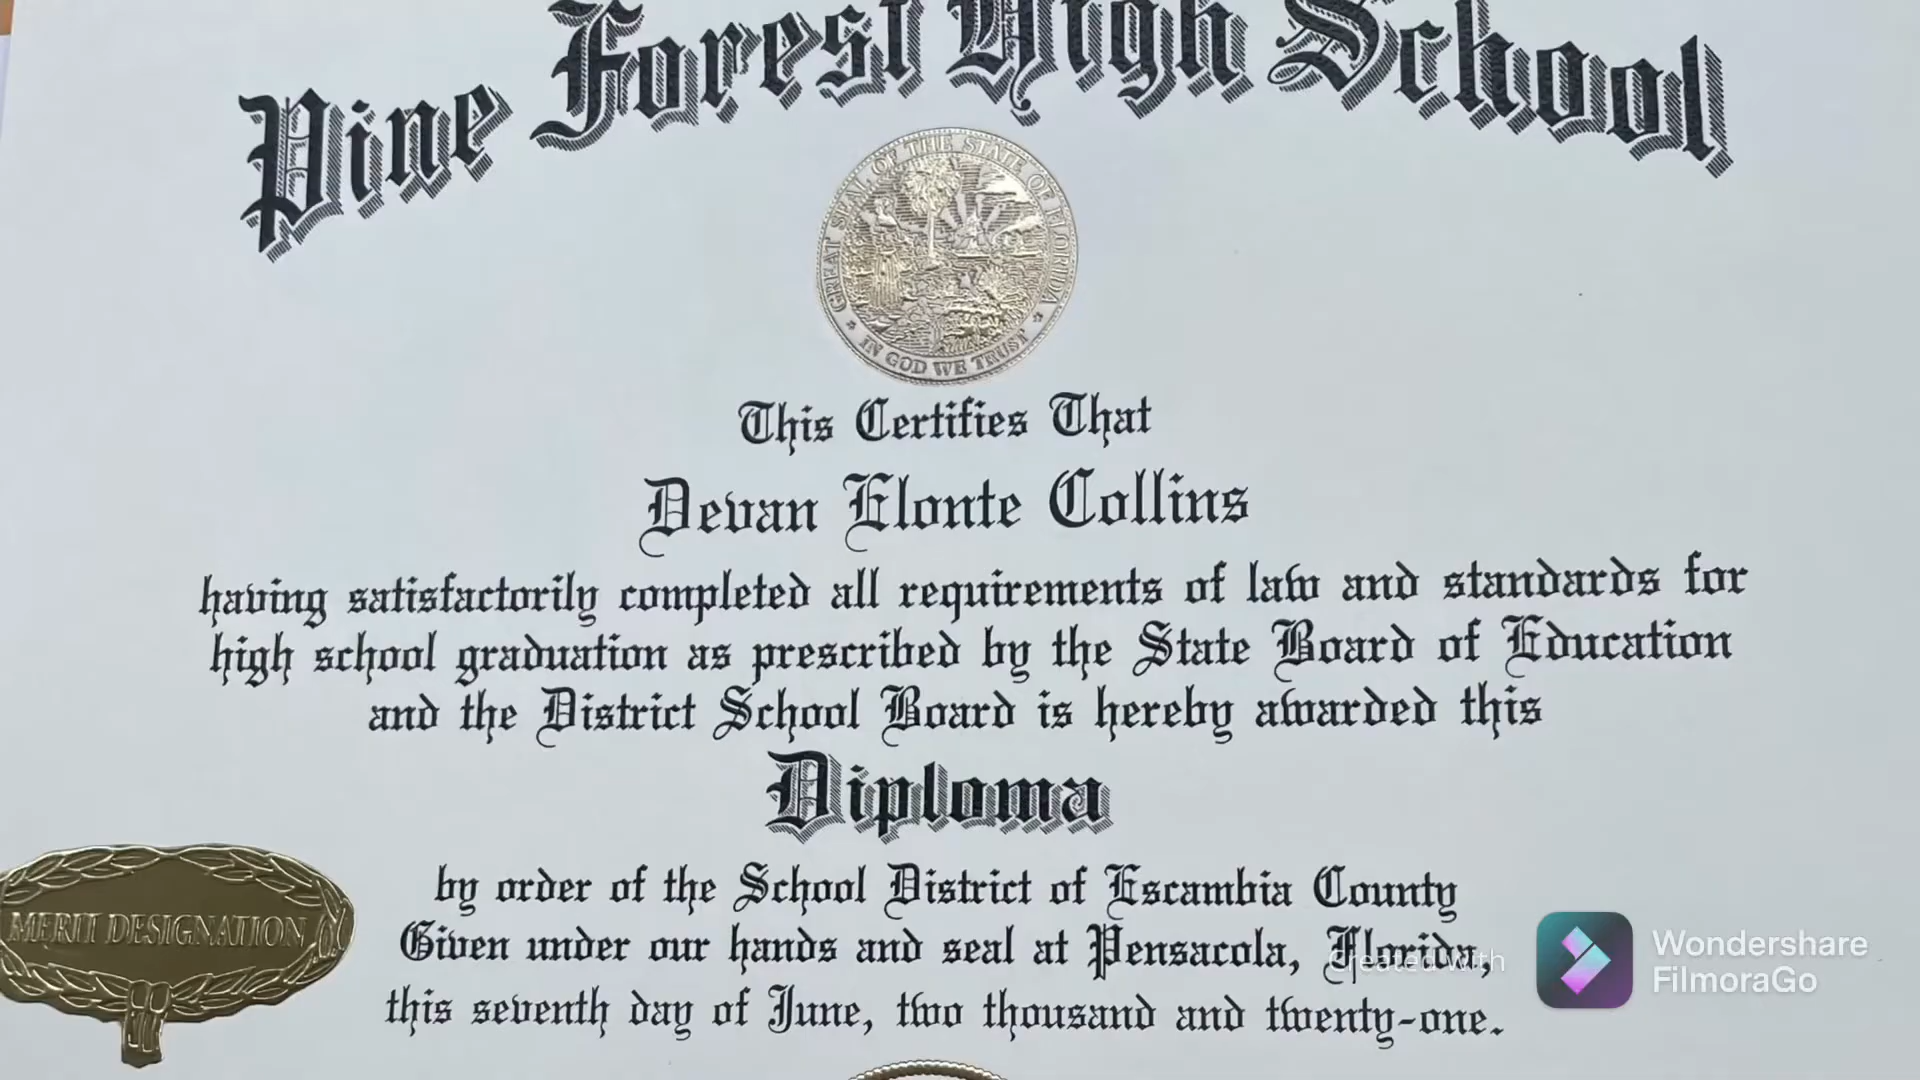 Pine Forest High School
GREAT SEAL OF THE STATE OF FLORIDA
IN GOD WE TRUST
This Certifies That
Devan Elonte Collins
having satisfactorily completed all requirements of law and standards for
high school graduation as prescribed by the State Board of Education
and the District School Board is hereby awarded this
Diploma
by order of the School District of Escambia County
Given under our hands and seal at Pensacola, Florida,
this seventh day of June, two thousand and twenty-one.
MERIT DESIGNATION
Created with
Wondershare
FilmoraGo